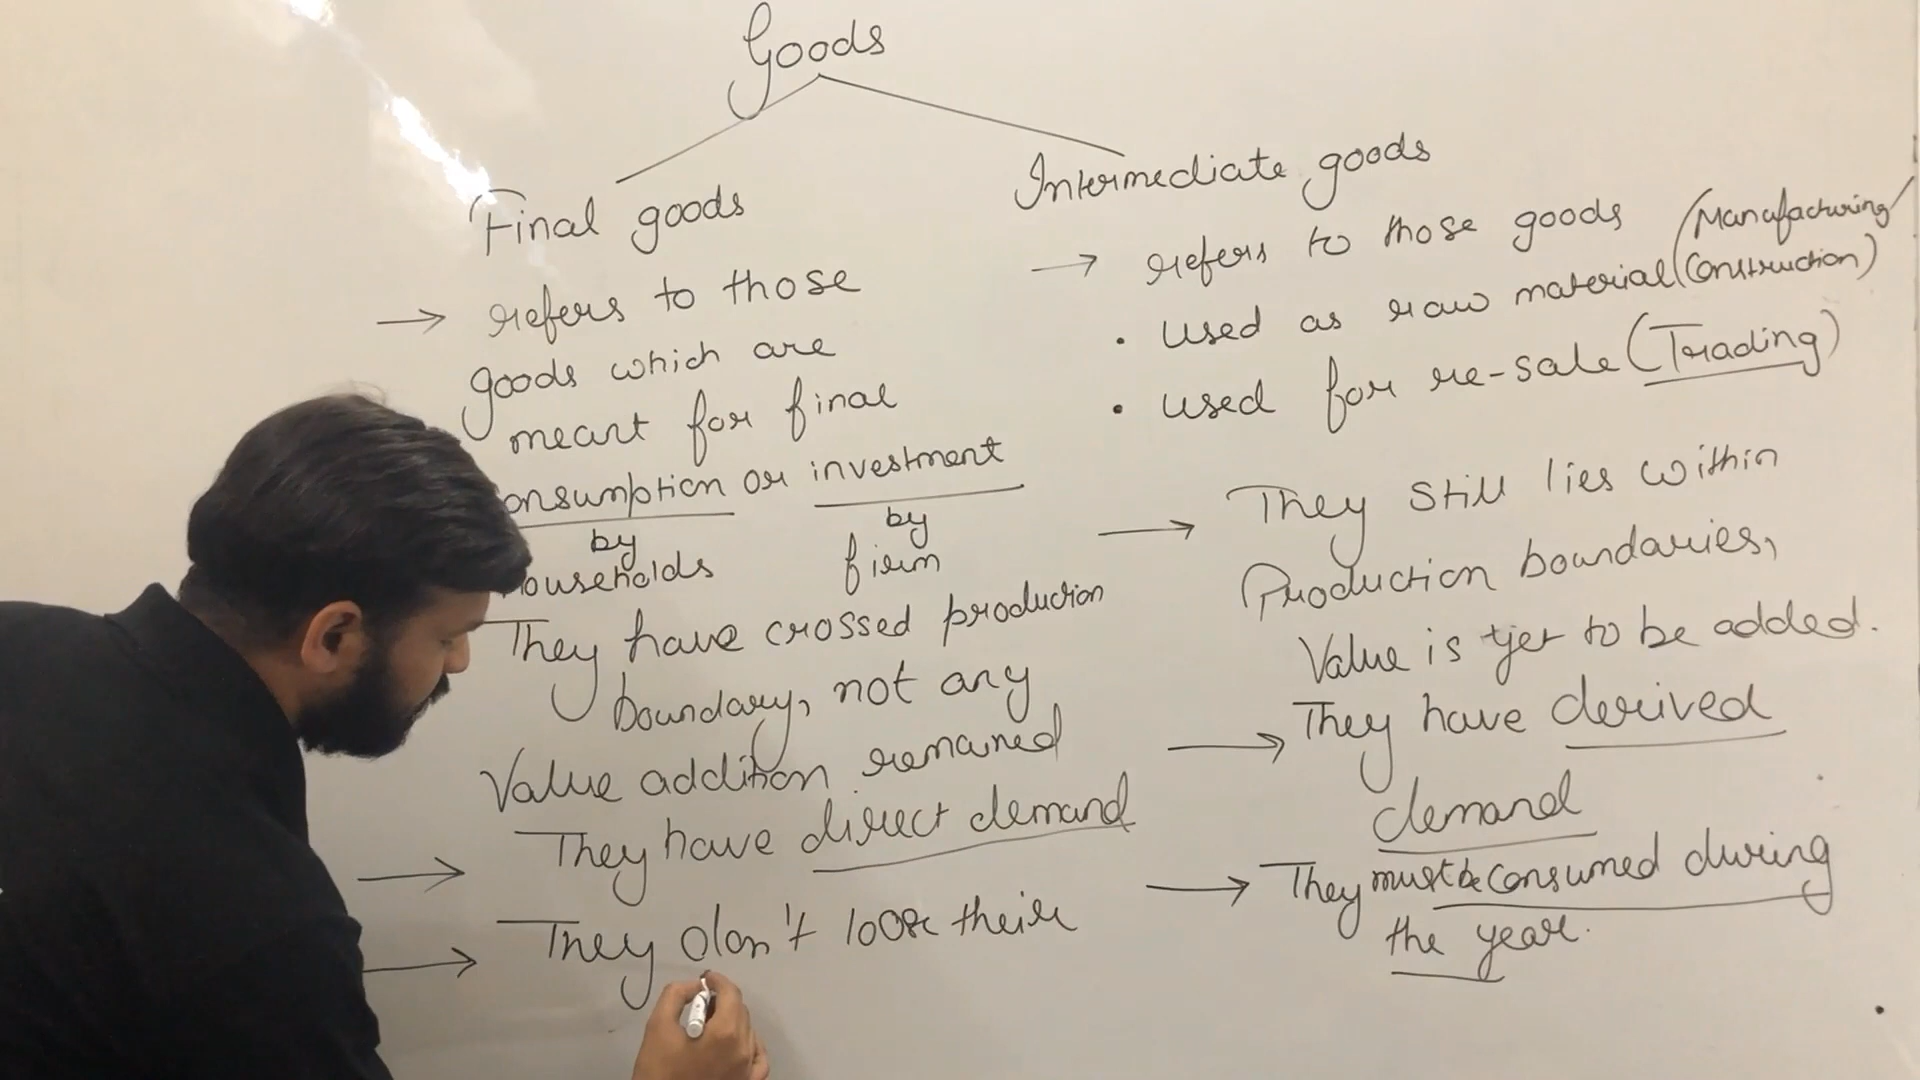 Goods
Final goods
→ refers to those
goods which are
meant for final
onsumption or investment
by
by
ouseholds
firm
They have crossed production
boundary, not any
Value addition remained
→ They have direct demand
→ They don't loose their
Intermediate goods
→ refers to those goods (Manufacturing/
• used as raw material (Construction)
• used for re-sale (Trading)
→ They still lies within
Production boundaries,
Value is yet to be added.
→ They have derived
demand
→ They must be consumed during
the year.